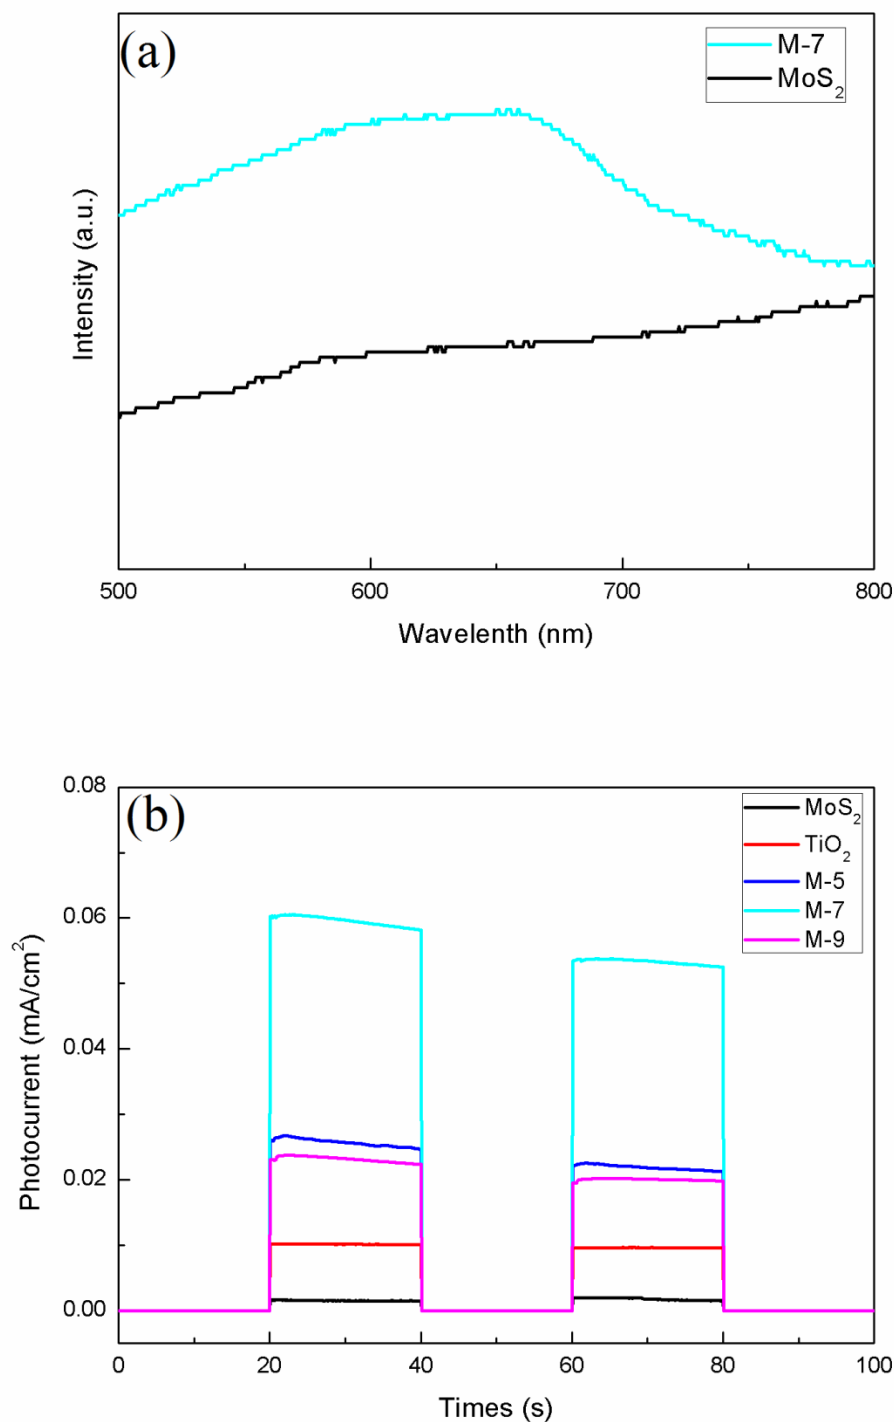 (a)
M-7
MoS₂
Intensity (a.u.)
500
600
700
800
Wavelenth (nm)
(b)
MoS₂
TiO₂
M-5
M-7
M-9
Photocurrent (mA/cm²)
0.08
0.06
0.04
0.02
0.00
0
20
40
60
80
100
Times (s)